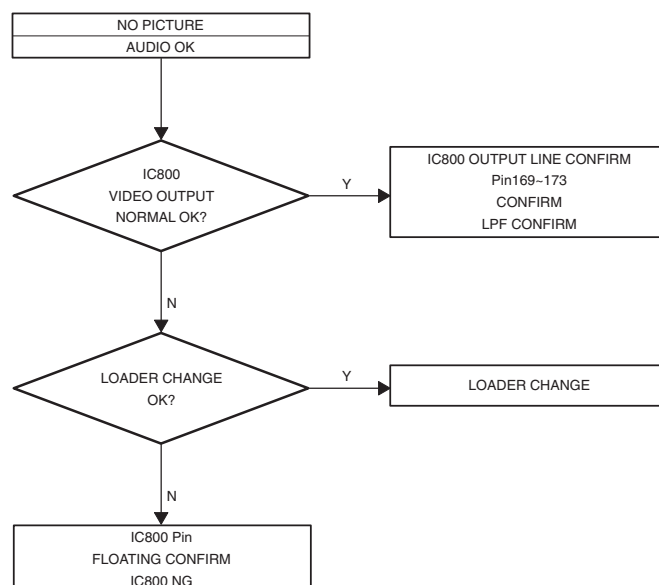 NO PICTURE
AUDIO OK
IC800
VIDEO OUTPUT
NORMAL OK?
Y
IC800 OUTPUT LINE CONFIRM
Pin169~173
CONFIRM
LPF CONFIRM
N
LOADER CHANGE
OK?
Y
LOADER CHANGE
N
IC800 Pin
FLOATING CONFIRM
IC800 NG